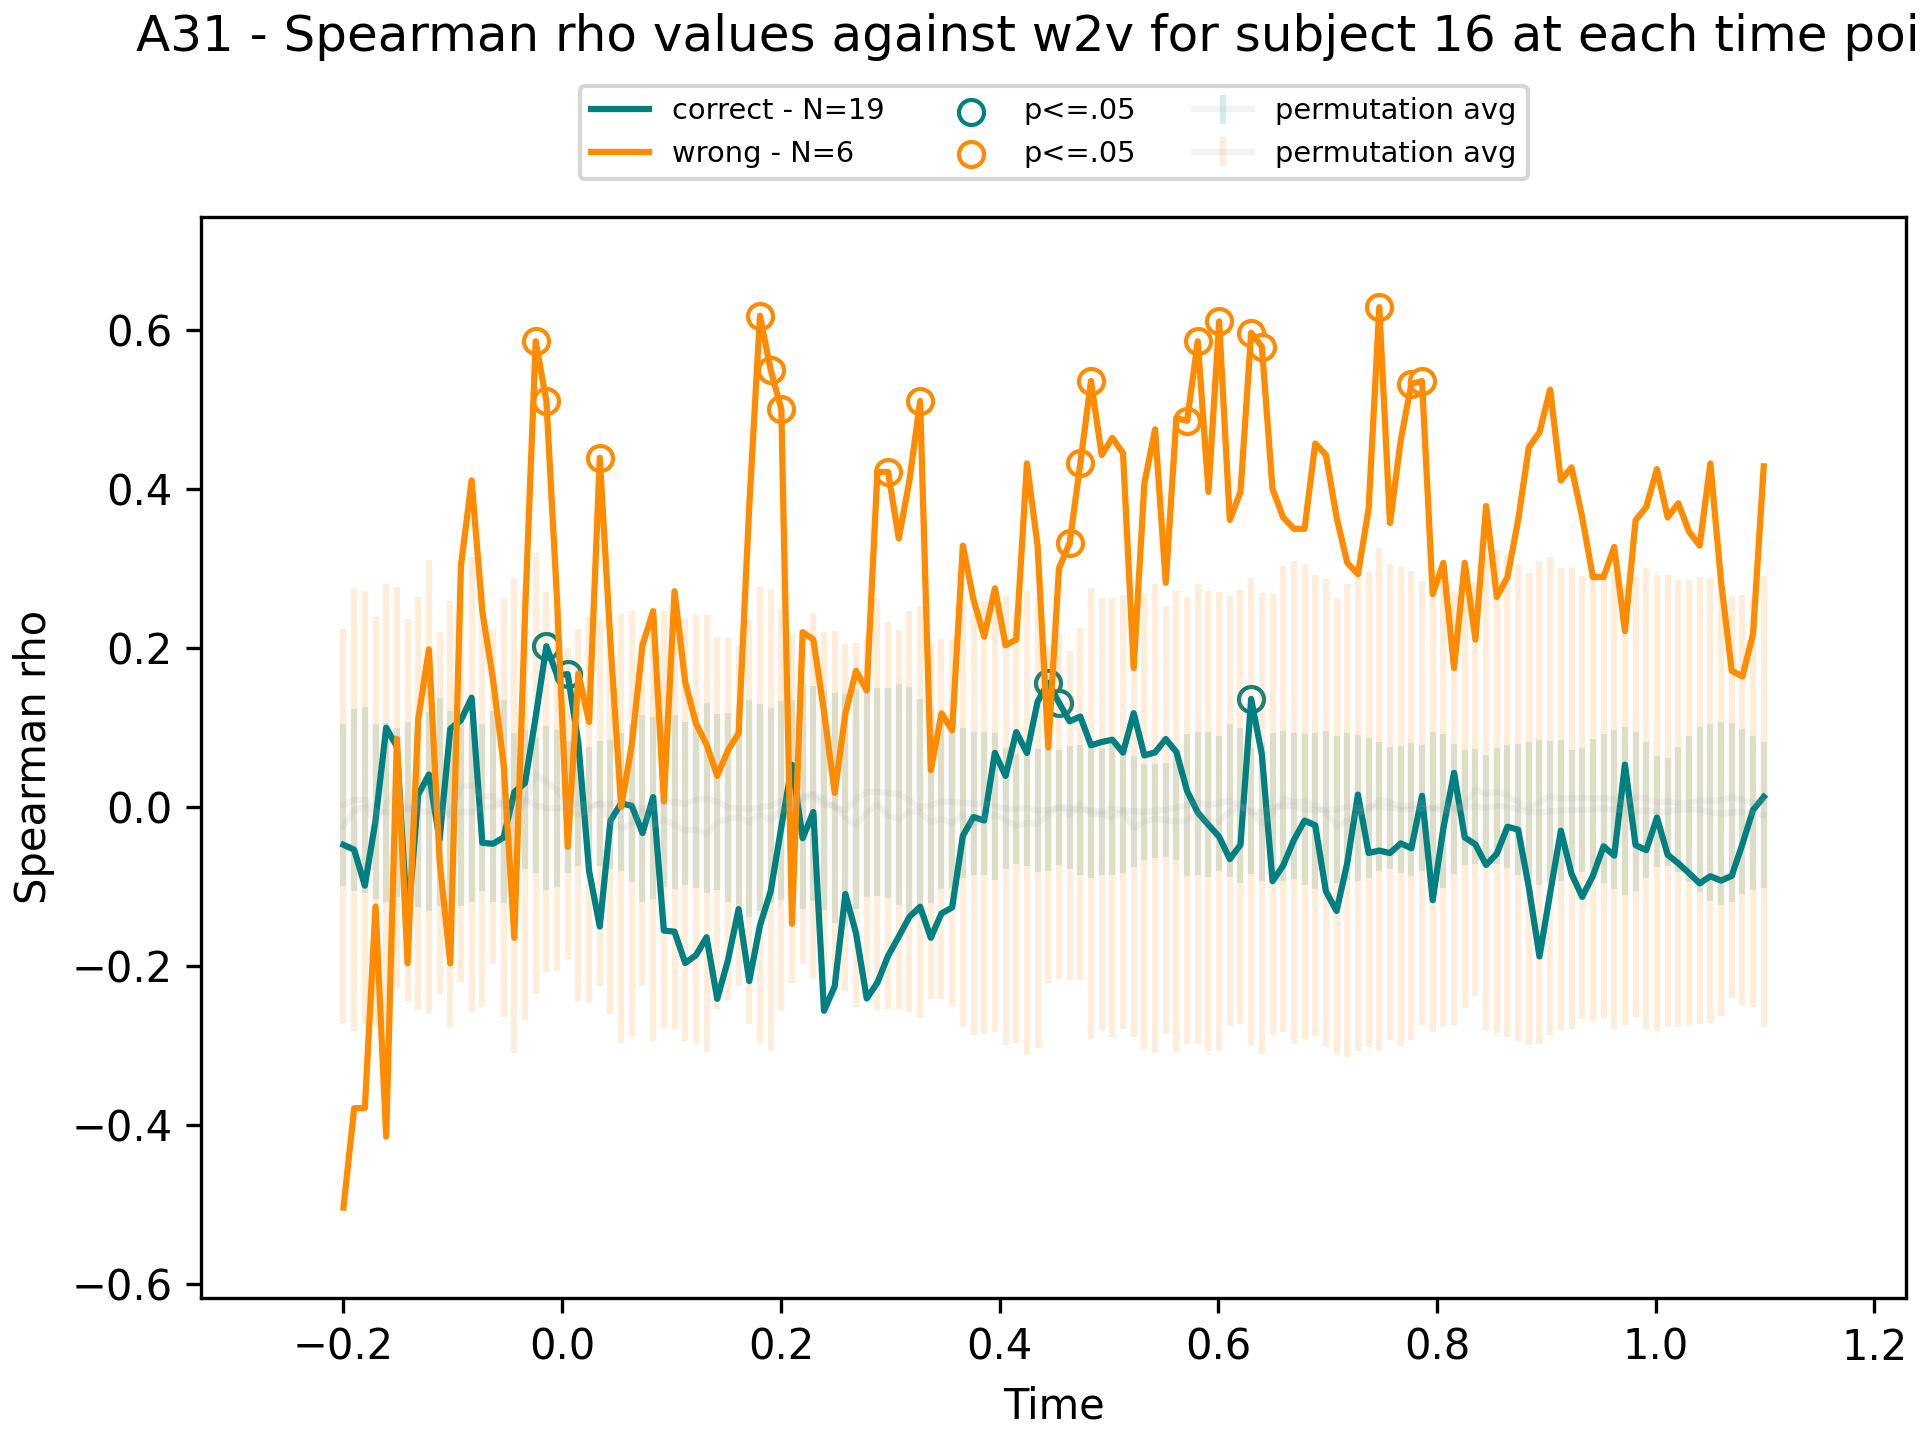 A31 - Spearman rho values against w2v for subject 16 at each time poi
correct - N=19
wrong - N=6
p<=.05
p<=.05
permutation avg
permutation avg
Spearman rho
0.6
0.4
0.2
0.0
−0.2
−0.4
−0.6
−0.2 0.0 0.2 0.4 0.6 0.8 1.0 1.2
Time